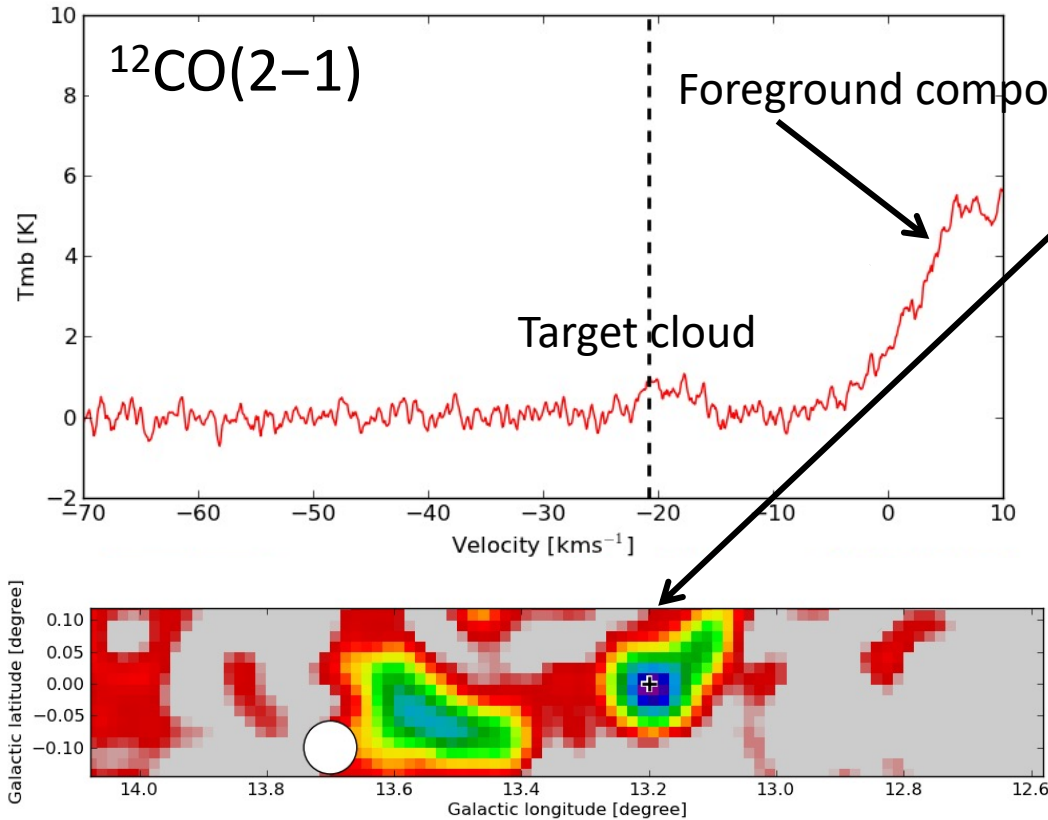 10
8
6
4
2
0
−2
Tmb [K]
¹²CO(2−1)
Foreground compo
Target cloud
−70 −60 −50 −40 −30 −20 −10 0 10
Velocity [kms⁻¹]
Galactic latitude [degree]
0.10
0.05
0.00
−0.05
−0.10
14.0 13.8 13.6 13.4 13.2 13.0 12.8 12.6
Galactic longitude [degree]